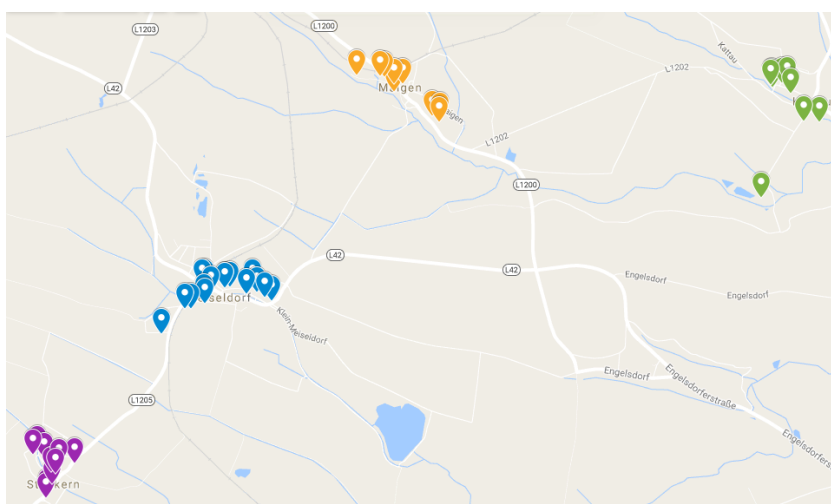 L1203
L1200
Kattau
L1202
L42
L1202
L1200
L42
L42
Engelsdorf
Engelsdorf
Klein-Meiseldorf
Engelsdorf
Engelsdorferstraße
L1205